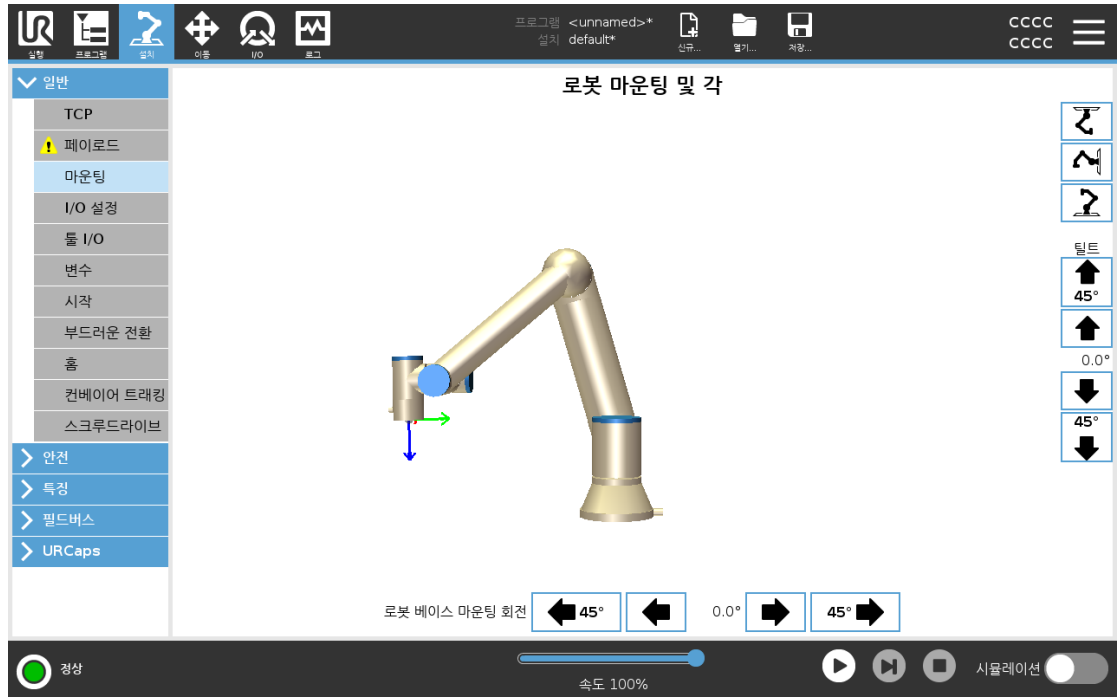 UR
프로그램 <unnamed>*
설치 default*
cccc
cccc
실행
프로그램
설치
이동
I/O
로그
신규...
열기...
저장...
일반
로봇 마운팅 및 각
TCP
페이로드
마운팅
I/O 설정
툴 I/O
변수
시작
부드러운 전환
홈
컨베이어 트래킹
스크루드라이브
안전
특징
필드버스
URCaps
틸트
45°
0.0°
45°
로봇 베이스 마운팅 회전
45°
0.0°
45°
정상
속도 100%
시뮬레이션